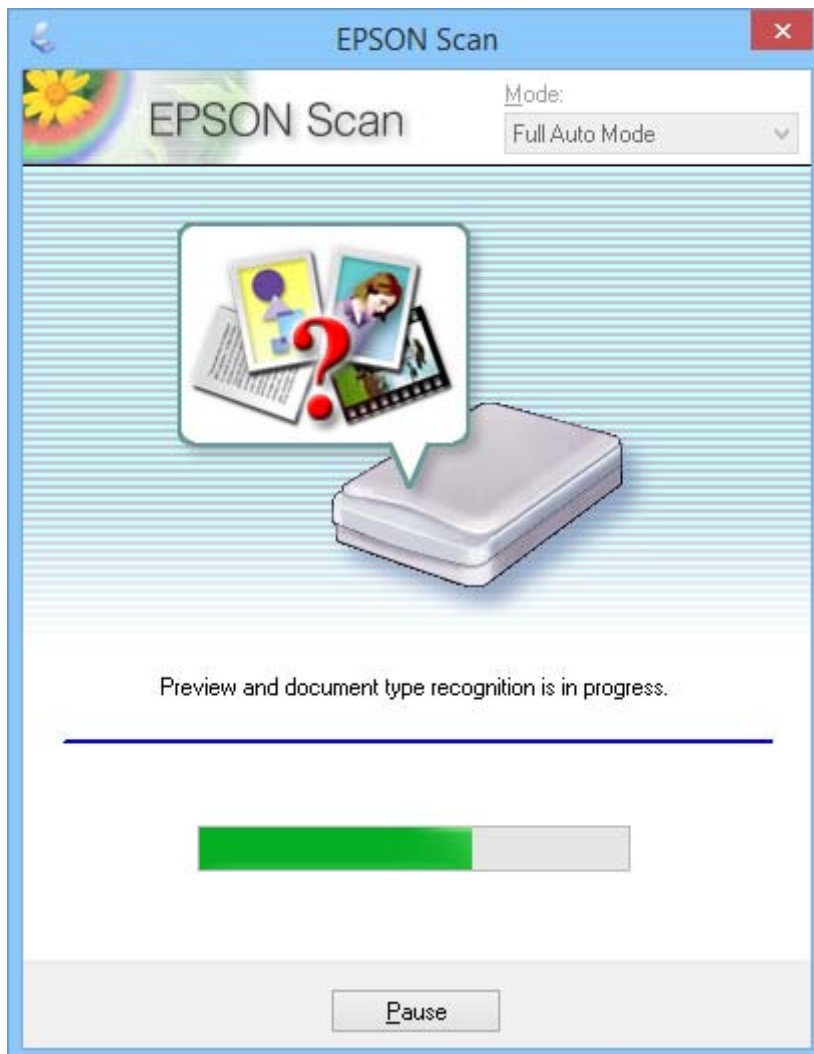 EPSON Scan
EPSON Scan
Mode:
Full Auto Mode
Preview and document type recognition is in progress.
Pause